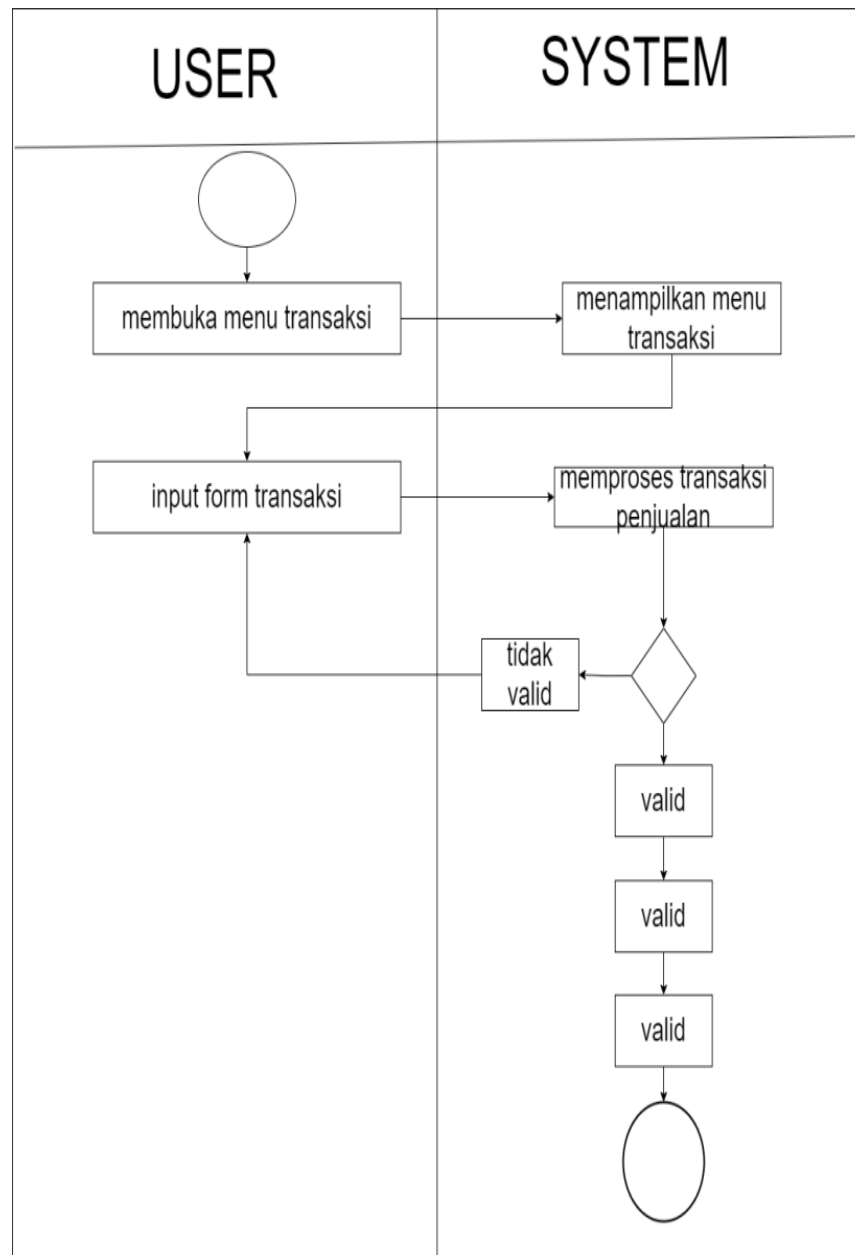 USER
SYSTEM
membuka menu transaksi
menampilkan menu
transaksi
input form transaksi
memproses transaksi
penjualan
tidak
valid
valid
valid
valid